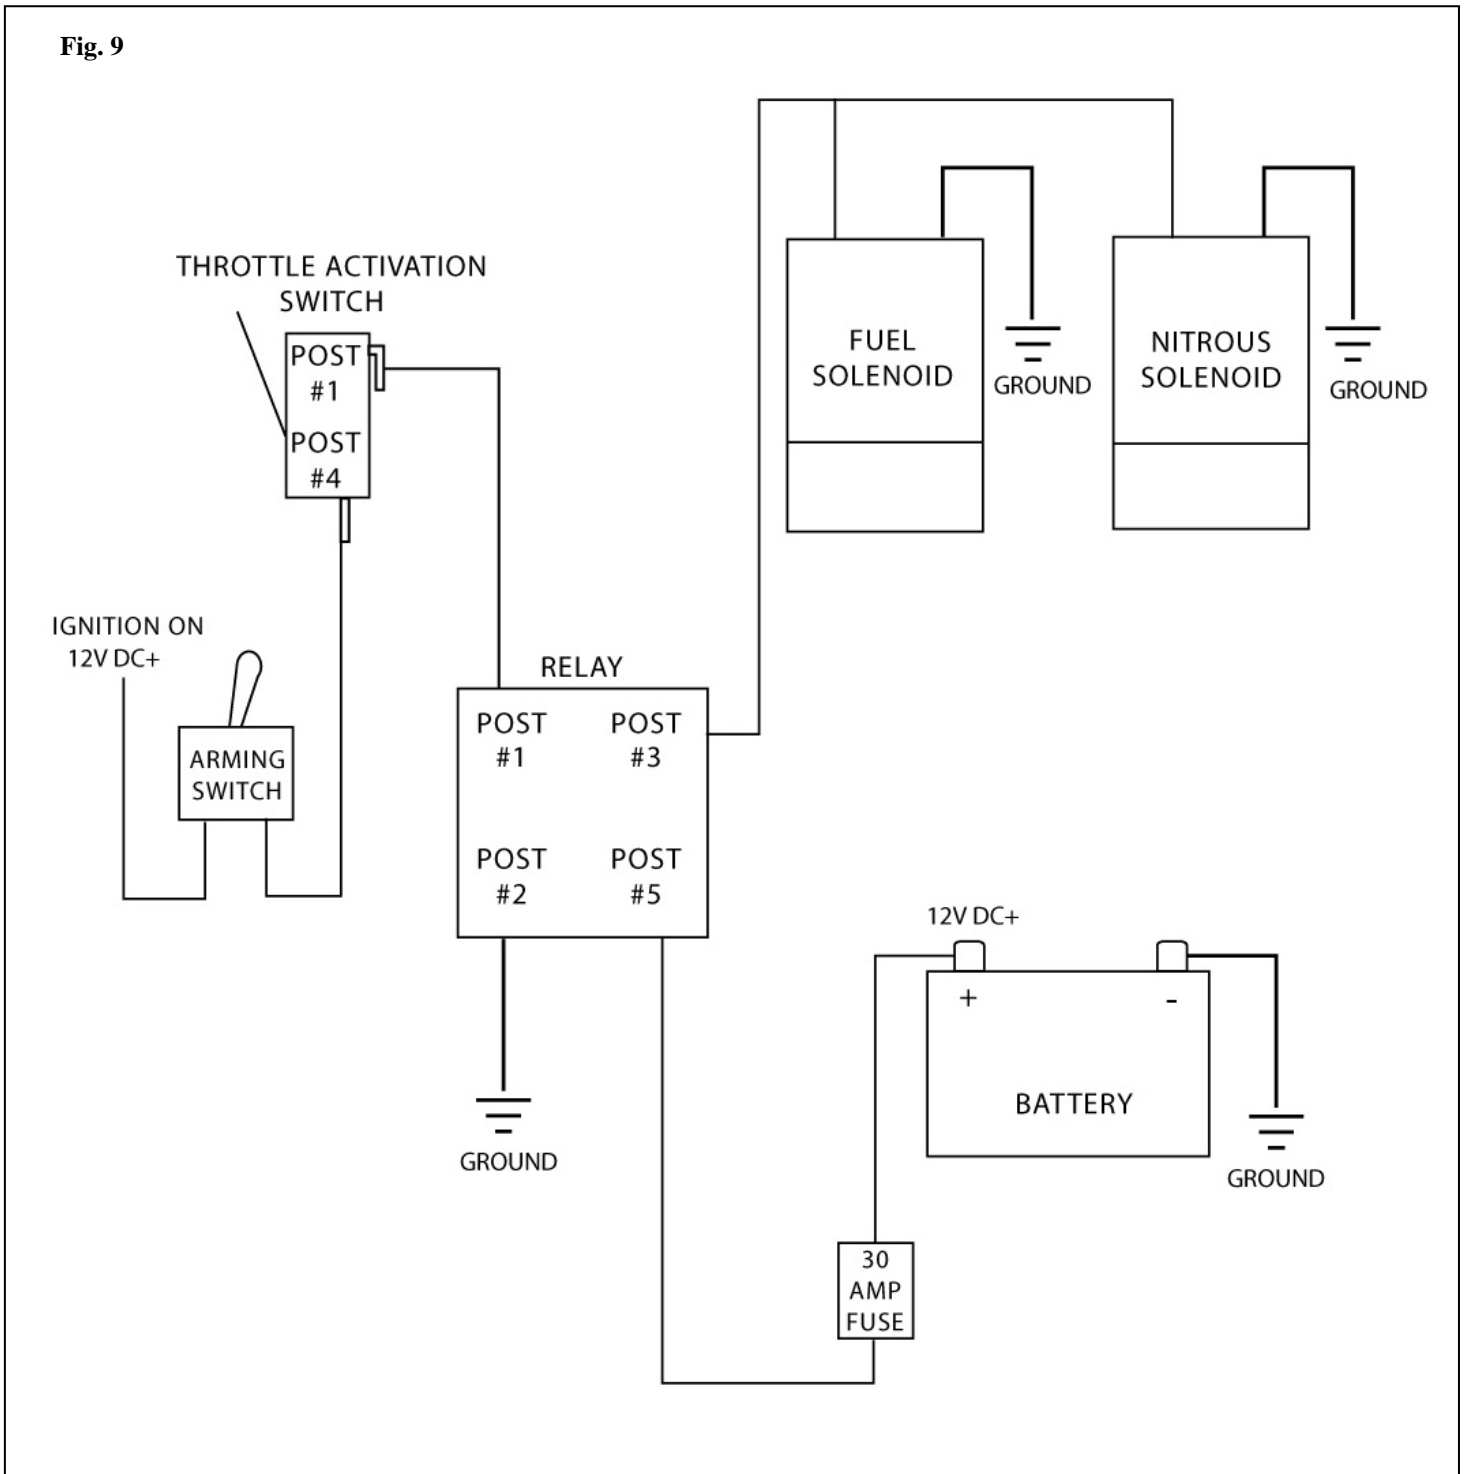 Fig. 9
THROTTLE ACTIVATION
SWITCH
POST
#1
POST
#4
FUEL
SOLENOID
GROUND
NITROUS
SOLENOID
GROUND
IGNITION ON
12V DC+
ARMING
SWITCH
RELAY
POST
#1
POST
#3
POST
#2
POST
#5
GROUND
12V DC+
+
-
BATTERY
GROUND
30
AMP
FUSE